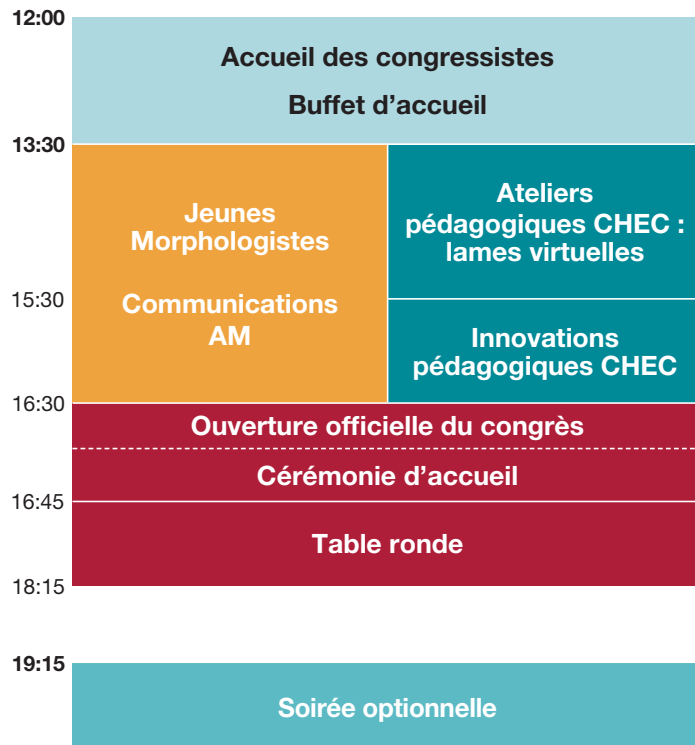 12:00
Accueil des congressistes
Buffet d’accueil
13:30
Jeunes
Morphologistes
Communications
AM
Ateliers
pédagogiques CHEC :
lames virtuelles
15:30
Innovations
pédagogiques CHEC
16:30
Ouverture officielle du congrès
Cérémonie d’accueil
16:45
Table ronde
18:15
19:15
Soirée optionnelle